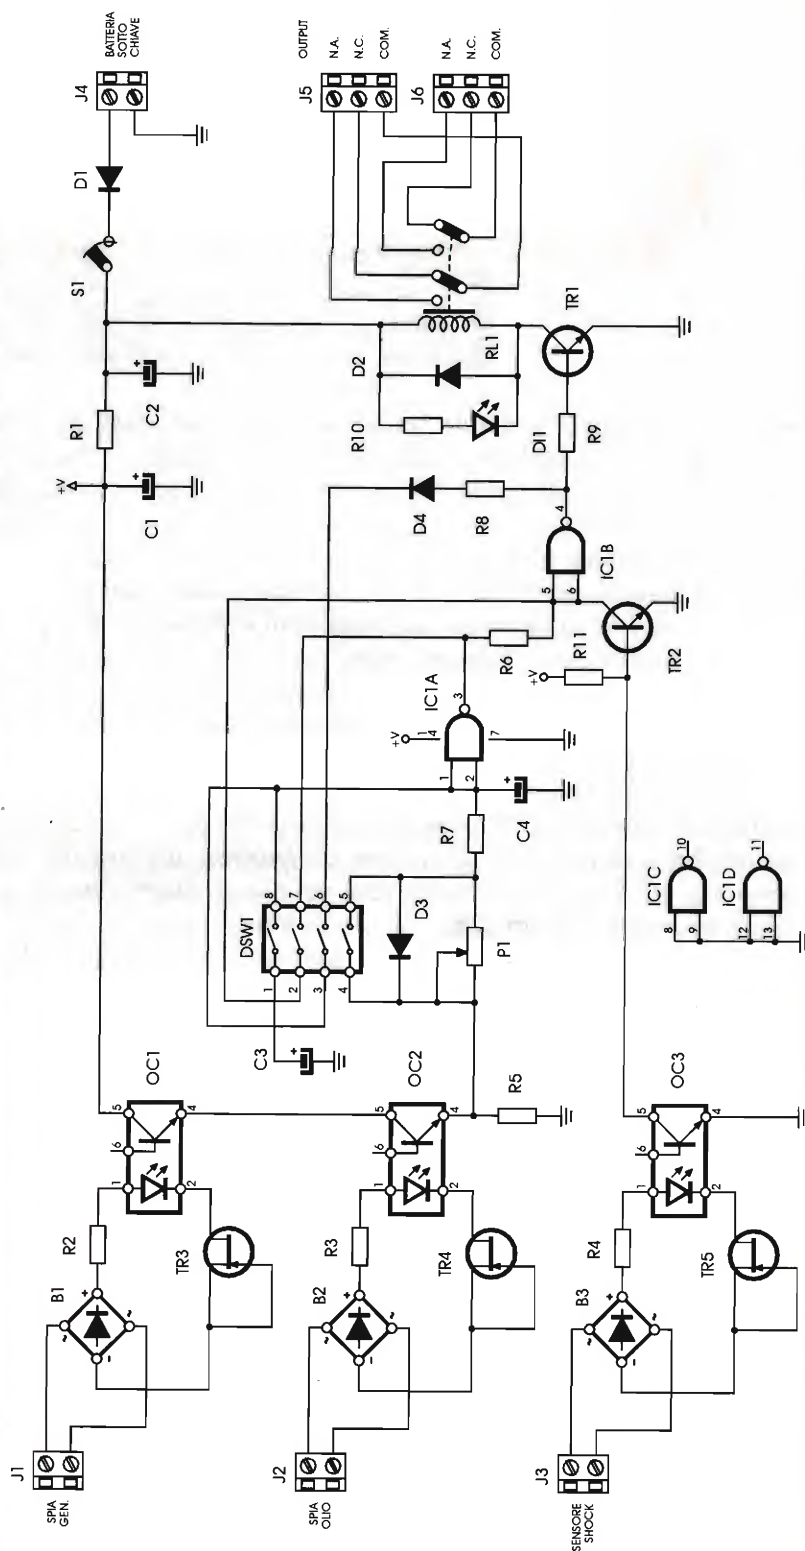 J4
BATTERIA
SOTTO
CHIAVE
D1
S1
R1
+V
+
C2
+
C1
OUTPUT
J5
N.A.
N.C.
COM.
J6
N.A.
N.C.
COM.
D2
R10
RL1
TR1
DI1
R9
D4
R8
4
IC1B
5
6
R6
R11
+V
TR2
IC1A
3
+V
1
4
7
1
2
R7
C4
+
DSW1
8
7
6
5
1
2
3
4
D3
P1
C3
+
IC1C
10
8
9
IC1D
11
12
13
OC1
5
6
4
1
2
R2
TR3
B1
+
~
~
-
J1
SPIA
GEN.
OC2
5
6
4
1
2
R5
R3
TR4
B2
+
~
~
-
J2
SPIA
OLIO
OC3
5
6
4
1
2
R4
TR5
B3
+
~
~
-
J3
SENSORE
SHOCK